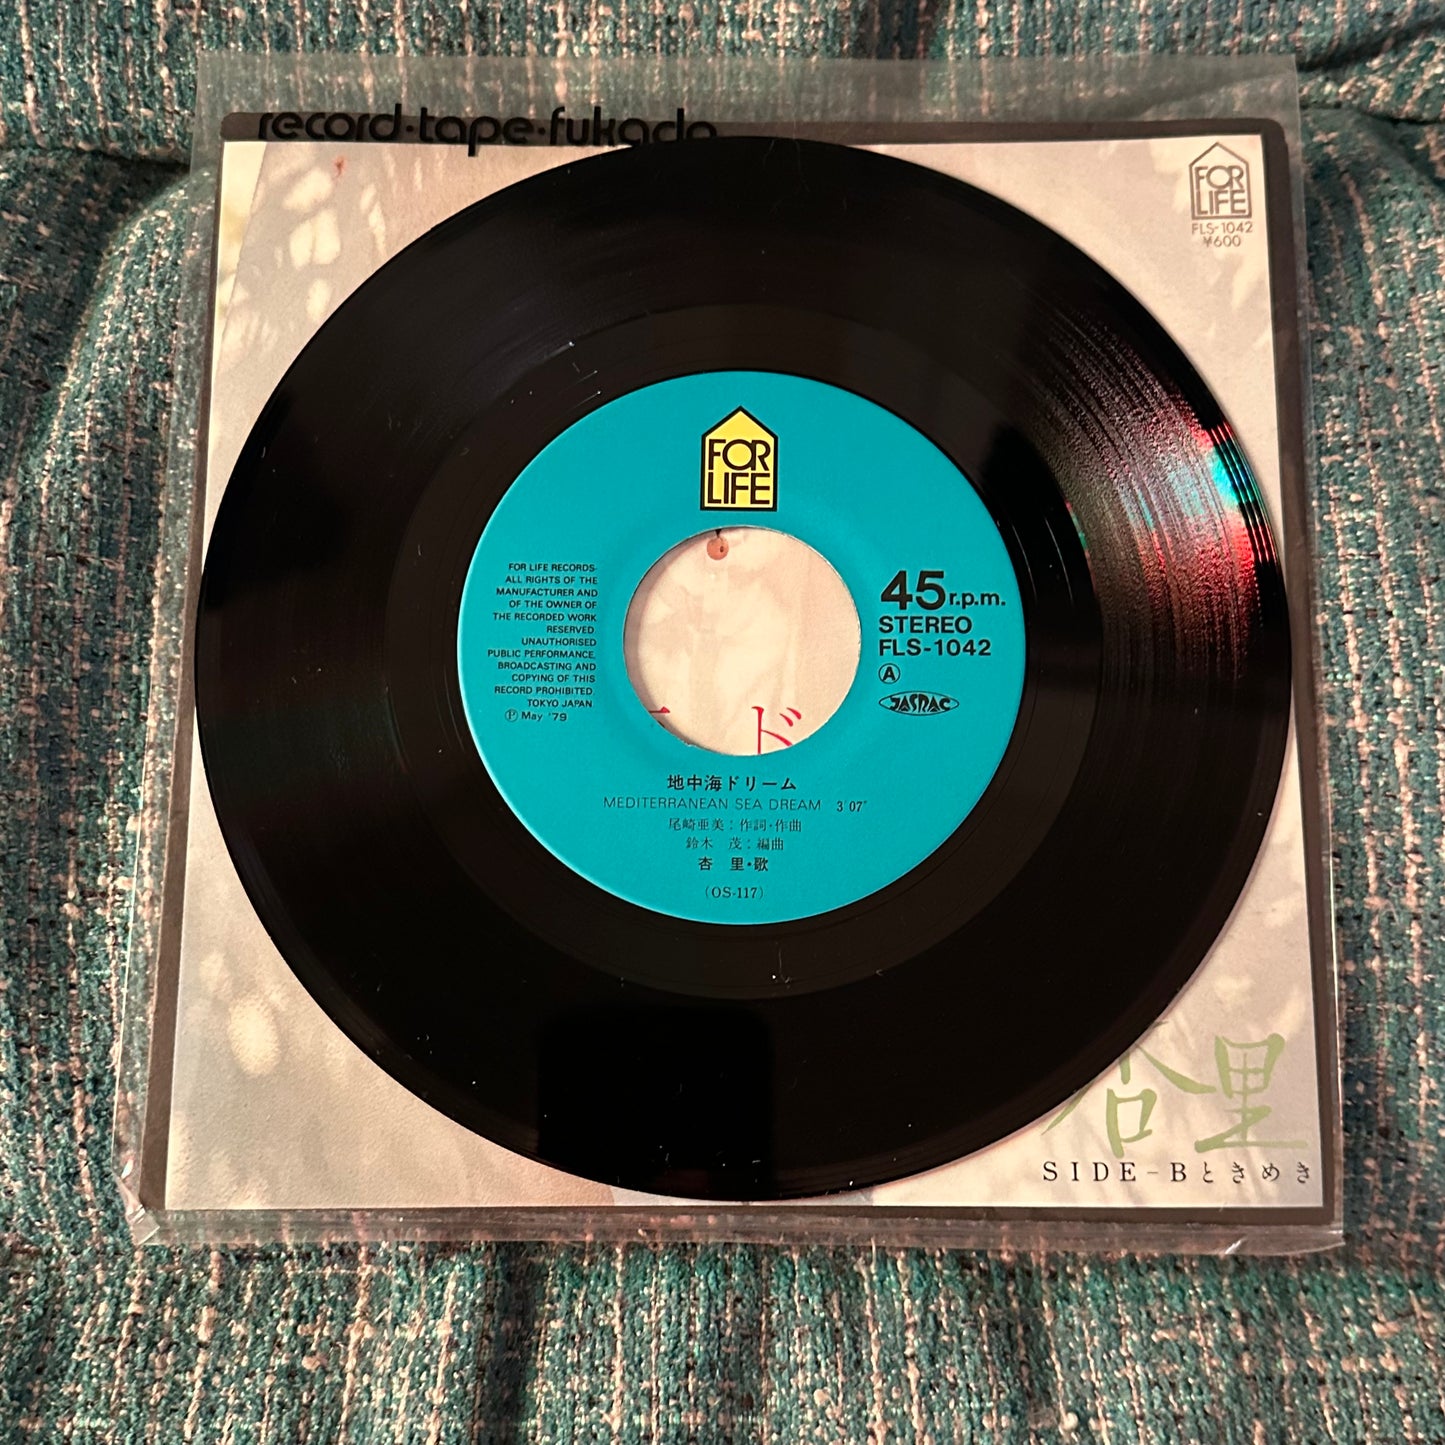 record·tape·fukada
FOR
LIFE
FLS-1042
¥600
FOR
LIFE
FOR LIFE RECORDS-
ALL RIGHTS OF THE
MANUFACTURER AND
OF THE OWNER OF
THE RECORDED WORK
RESERVED.
UNAUTHORISED
PUBLIC PERFORMANCE,
BROADCASTING AND
COPYING OF THIS
RECORD PROHIBITED.
TOKYO JAPAN
Ⓟ May '79
45 r.p.m.
STEREO
FLS-1042
Ⓐ
JASRAC
ド
地中海ドリーム
MEDITERRANEAN SEA DREAM 3´07″
尾崎亜美:作詞・作曲
鈴木 茂:編曲
杏 里・歌
(OS-117)
杏里
SIDE-Bときめき